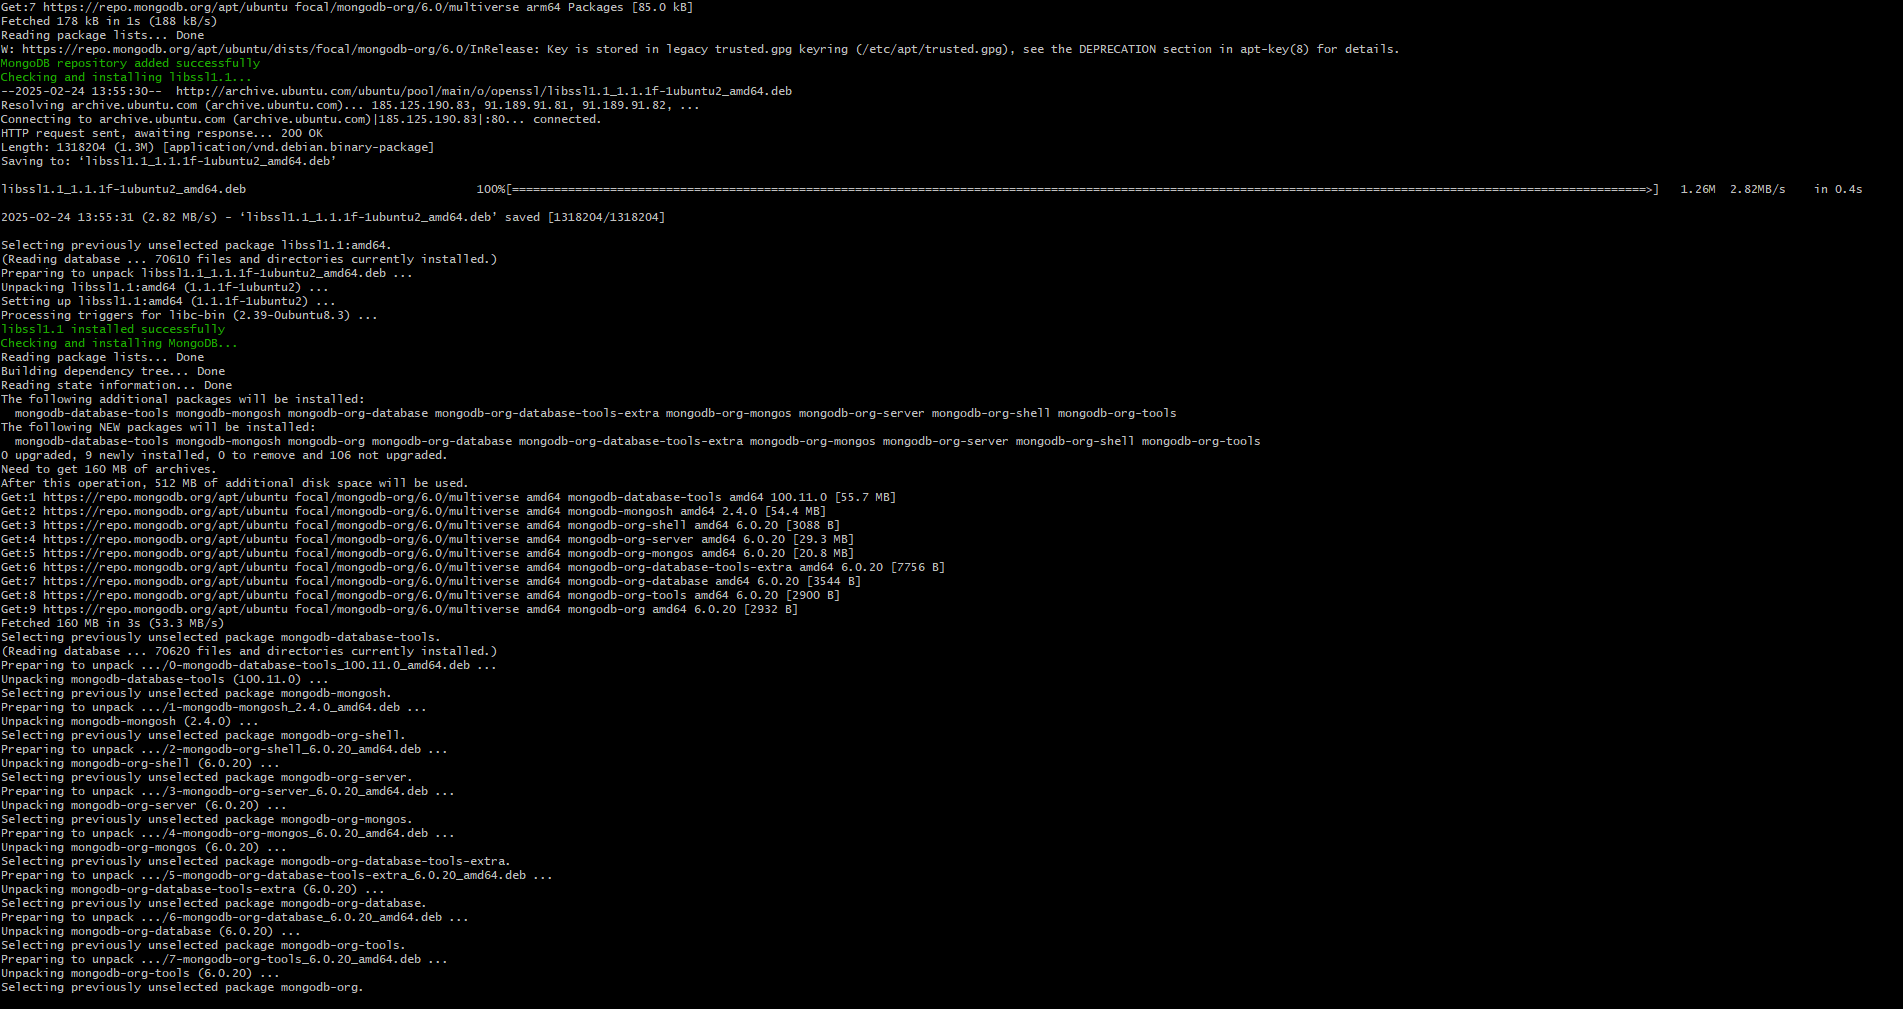 Get:7 https://repo.mongodb.org/apt/ubuntu focal/mongodb-org/6.0/multiverse arm64 Packages [85.0 kB]
Fetched 178 kB in 1s (188 kB/s)
Reading package lists... Done
W: https://repo.mongodb.org/apt/ubuntu/dists/focal/mongodb-org/6.0/InRelease: Key is stored in legacy trusted.gpg keyring (/etc/apt/trusted.gpg), see the DEPRECATION section in apt-key(8) for details.
MongoDB repository added successfully
Checking and installing libssl1.1...
--2025-02-24 13:55:30--  http://archive.ubuntu.com/ubuntu/pool/main/o/openssl/libssl1.1_1.1.1f-1ubuntu2_amd64.deb
Resolving archive.ubuntu.com (archive.ubuntu.com)... 185.125.190.83, 91.189.91.81, 91.189.91.82, ...
Connecting to archive.ubuntu.com (archive.ubuntu.com)|185.125.190.83|:80... connected.
HTTP request sent, awaiting response... 200 OK
Length: 1318204 (1.3M) [application/vnd.debian.binary-package]
Saving to: ‘libssl1.1_1.1.1f-1ubuntu2_amd64.deb’
libssl1.1_1.1.1f-1ubuntu2_amd64.deb 100%[==================================================================>] 1.26M 2.82MB/s in 0.4s
2025-02-24 13:55:31 (2.82 MB/s) - ‘libssl1.1_1.1.1f-1ubuntu2_amd64.deb’ saved [1318204/1318204]
Selecting previously unselected package libssl1.1:amd64.
(Reading database ... 70610 files and directories currently installed.)
Preparing to unpack libssl1.1_1.1.1f-1ubuntu2_amd64.deb ...
Unpacking libssl1.1:amd64 (1.1.1f-1ubuntu2) ...
Setting up libssl1.1:amd64 (1.1.1f-1ubuntu2) ...
Processing triggers for libc-bin (2.39-0ubuntu8.3) ...
libssl1.1 installed successfully
Checking and installing MongoDB...
Reading package lists... Done
Building dependency tree... Done
Reading state information... Done
The following additional packages will be installed:
  mongodb-database-tools mongodb-mongosh mongodb-org-database mongodb-org-database-tools-extra mongodb-org-mongos mongodb-org-server mongodb-org-shell mongodb-org-tools
The following NEW packages will be installed:
  mongodb-database-tools mongodb-mongosh mongodb-org mongodb-org-database mongodb-org-database-tools-extra mongodb-org-mongos mongodb-org-server mongodb-org-shell mongodb-org-tools
0 upgraded, 9 newly installed, 0 to remove and 106 not upgraded.
Need to get 160 MB of archives.
After this operation, 512 MB of additional disk space will be used.
Get:1 https://repo.mongodb.org/apt/ubuntu focal/mongodb-org/6.0/multiverse amd64 mongodb-database-tools amd64 100.11.0 [55.7 MB]
Get:2 https://repo.mongodb.org/apt/ubuntu focal/mongodb-org/6.0/multiverse amd64 mongodb-mongosh amd64 2.4.0 [54.4 MB]
Get:3 https://repo.mongodb.org/apt/ubuntu focal/mongodb-org/6.0/multiverse amd64 mongodb-org-shell amd64 6.0.20 [3088 B]
Get:4 https://repo.mongodb.org/apt/ubuntu focal/mongodb-org/6.0/multiverse amd64 mongodb-org-server amd64 6.0.20 [29.3 MB]
Get:5 https://repo.mongodb.org/apt/ubuntu focal/mongodb-org/6.0/multiverse amd64 mongodb-org-mongos amd64 6.0.20 [20.8 MB]
Get:6 https://repo.mongodb.org/apt/ubuntu focal/mongodb-org/6.0/multiverse amd64 mongodb-org-database-tools-extra amd64 6.0.20 [7756 B]
Get:7 https://repo.mongodb.org/apt/ubuntu focal/mongodb-org/6.0/multiverse amd64 mongodb-org-database amd64 6.0.20 [3544 B]
Get:8 https://repo.mongodb.org/apt/ubuntu focal/mongodb-org/6.0/multiverse amd64 mongodb-org-tools amd64 6.0.20 [2900 B]
Get:9 https://repo.mongodb.org/apt/ubuntu focal/mongodb-org/6.0/multiverse amd64 mongodb-org amd64 6.0.20 [2932 B]
Fetched 160 MB in 3s (53.3 MB/s)
Selecting previously unselected package mongodb-database-tools.
(Reading database ... 70620 files and directories currently installed.)
Preparing to unpack .../0-mongodb-database-tools_100.11.0_amd64.deb ...
Unpacking mongodb-database-tools (100.11.0) ...
Selecting previously unselected package mongodb-mongosh.
Preparing to unpack .../1-mongodb-mongosh_2.4.0_amd64.deb ...
Unpacking mongodb-mongosh (2.4.0) ...
Selecting previously unselected package mongodb-org-shell.
Preparing to unpack .../2-mongodb-org-shell_6.0.20_amd64.deb ...
Unpacking mongodb-org-shell (6.0.20) ...
Selecting previously unselected package mongodb-org-server.
Preparing to unpack .../3-mongodb-org-server_6.0.20_amd64.deb ...
Unpacking mongodb-org-server (6.0.20) ...
Selecting previously unselected package mongodb-org-mongos.
Preparing to unpack .../4-mongodb-org-mongos_6.0.20_amd64.deb ...
Unpacking mongodb-org-mongos (6.0.20) ...
Selecting previously unselected package mongodb-org-database-tools-extra.
Preparing to unpack .../5-mongodb-org-database-tools-extra_6.0.20_amd64.deb ...
Unpacking mongodb-org-database-tools-extra (6.0.20) ...
Selecting previously unselected package mongodb-org-database.
Preparing to unpack .../6-mongodb-org-database_6.0.20_amd64.deb ...
Unpacking mongodb-org-database (6.0.20) ...
Selecting previously unselected package mongodb-org-tools.
Preparing to unpack .../7-mongodb-org-tools_6.0.20_amd64.deb ...
Unpacking mongodb-org-tools (6.0.20) ...
Selecting previously unselected package mongodb-org.